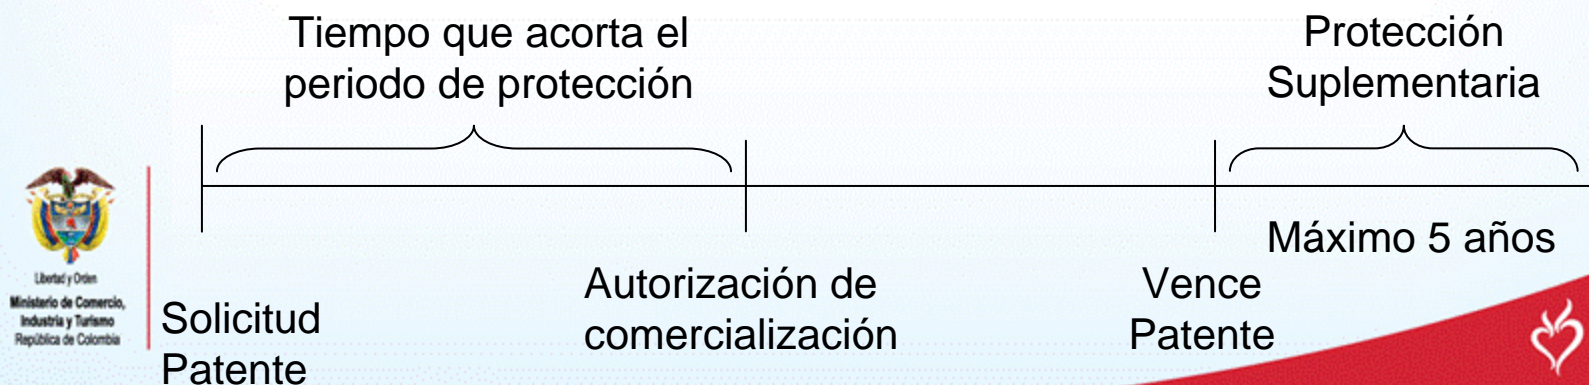 Tiempo que acorta el
periodo de protección
Protección
Suplementaria
Máximo 5 años
Solicitud
Patente
Autorización de
comercialización
Vence
Patente
Libertad y Orden
Ministerio de Comercio,
Industria y Turismo
República de Colombia